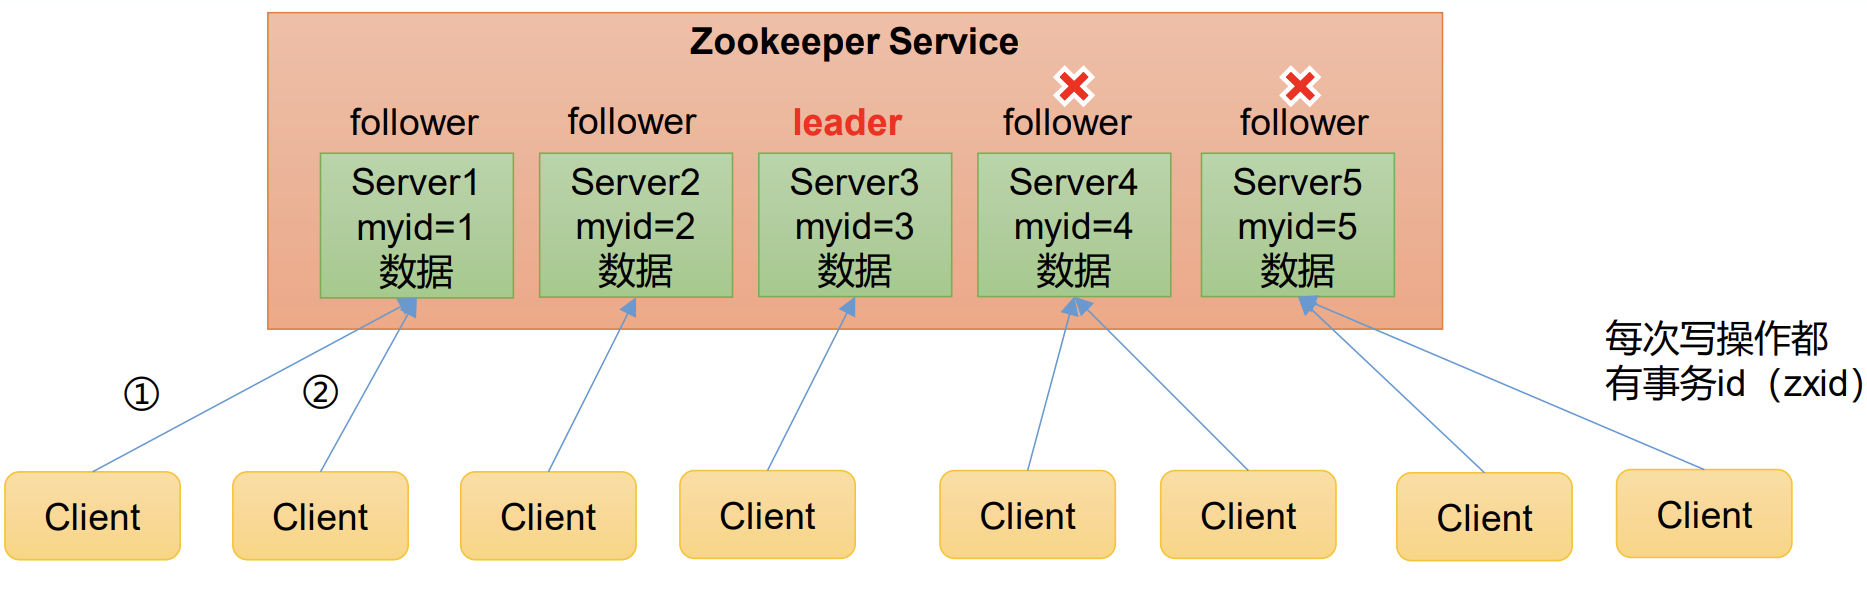 Zookeeper Service
follower
follower
leader
follower
follower
Server1
myid=1
数据
Server2
myid=2
数据
Server3
myid=3
数据
Server4
myid=4
数据
Server5
myid=5
数据
①
②
每次写操作都
有事务id（zxid）
Client
Client
Client
Client
Client
Client
Client
Client